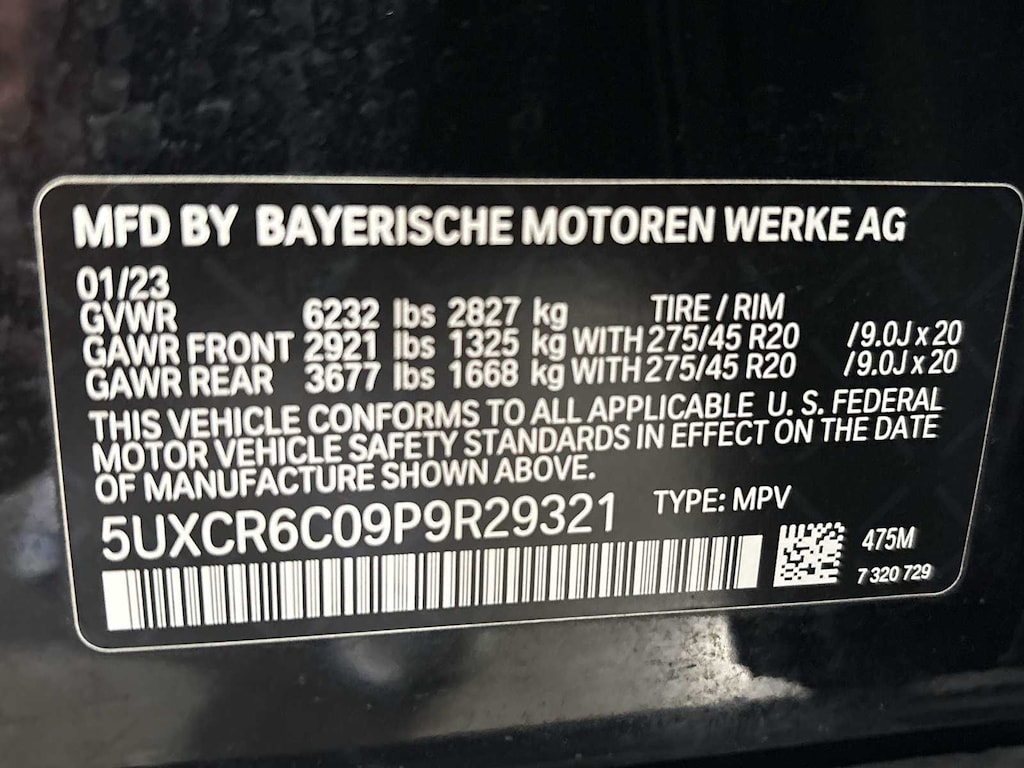 MFD BY BAYERISCHE MOTOREN WERKE AG
01/23
GVWR 6232 lbs 2827 kg TIRE / RIM
GAWR FRONT 2921 lbs 1325 kg WITH 275/45 R20 /9.0J x 20
GAWR REAR 3677 lbs 1668 kg WITH 275/45 R20 /9.0J x 20
THIS VEHICLE CONFORMS TO ALL APPLICABLE U. S. FEDERAL
MOTOR VEHICLE SAFETY STANDARDS IN EFFECT ON THE DATE
OF MANUFACTURE SHOWN ABOVE.
5UXCR6C09P9R29321 TYPE: MPV
475M
7 320 729